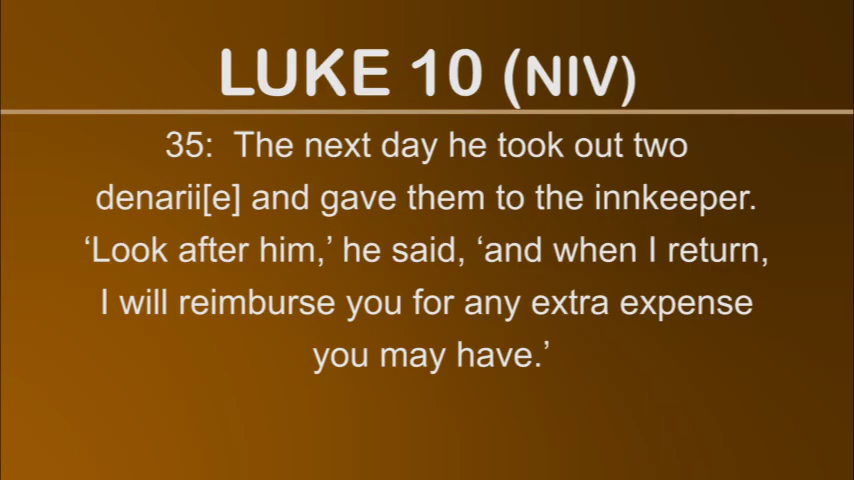 LUKE 10 (NIV)
35:  The next day he took out two
denarii[e] and gave them to the innkeeper.
‘Look after him,’ he said, ‘and when I return,
I will reimburse you for any extra expense
you may have.’